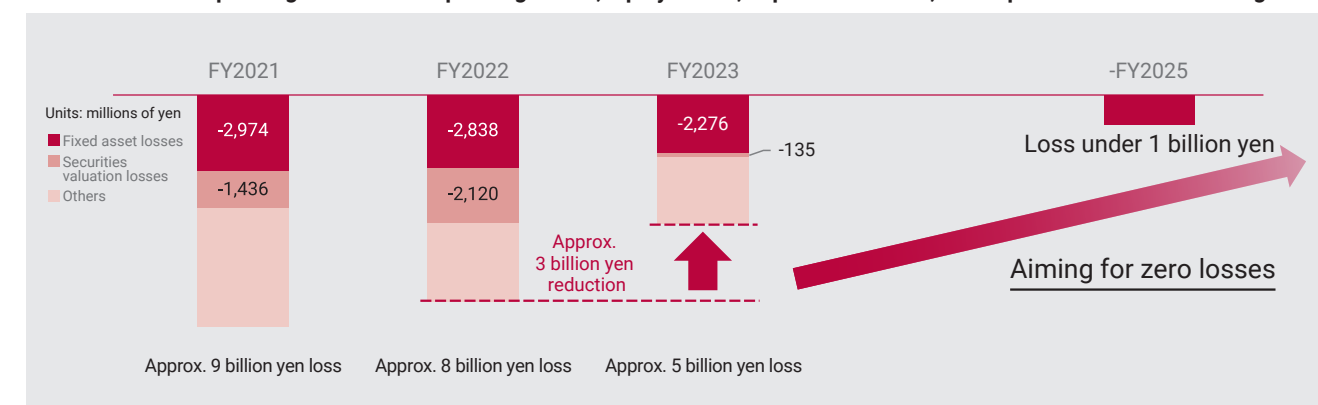 FY2021
FY2022
FY2023
-FY2025
Units: millions of yen
Fixed asset losses
Securities
valuation losses
Others
-2,974
-1,436
-2,838
-2,120
-2,276
-135
Loss under 1 billion yen
Approx.
3 billion yen
reduction
Aiming for zero losses
Approx. 9 billion yen loss
Approx. 8 billion yen loss
Approx. 5 billion yen loss